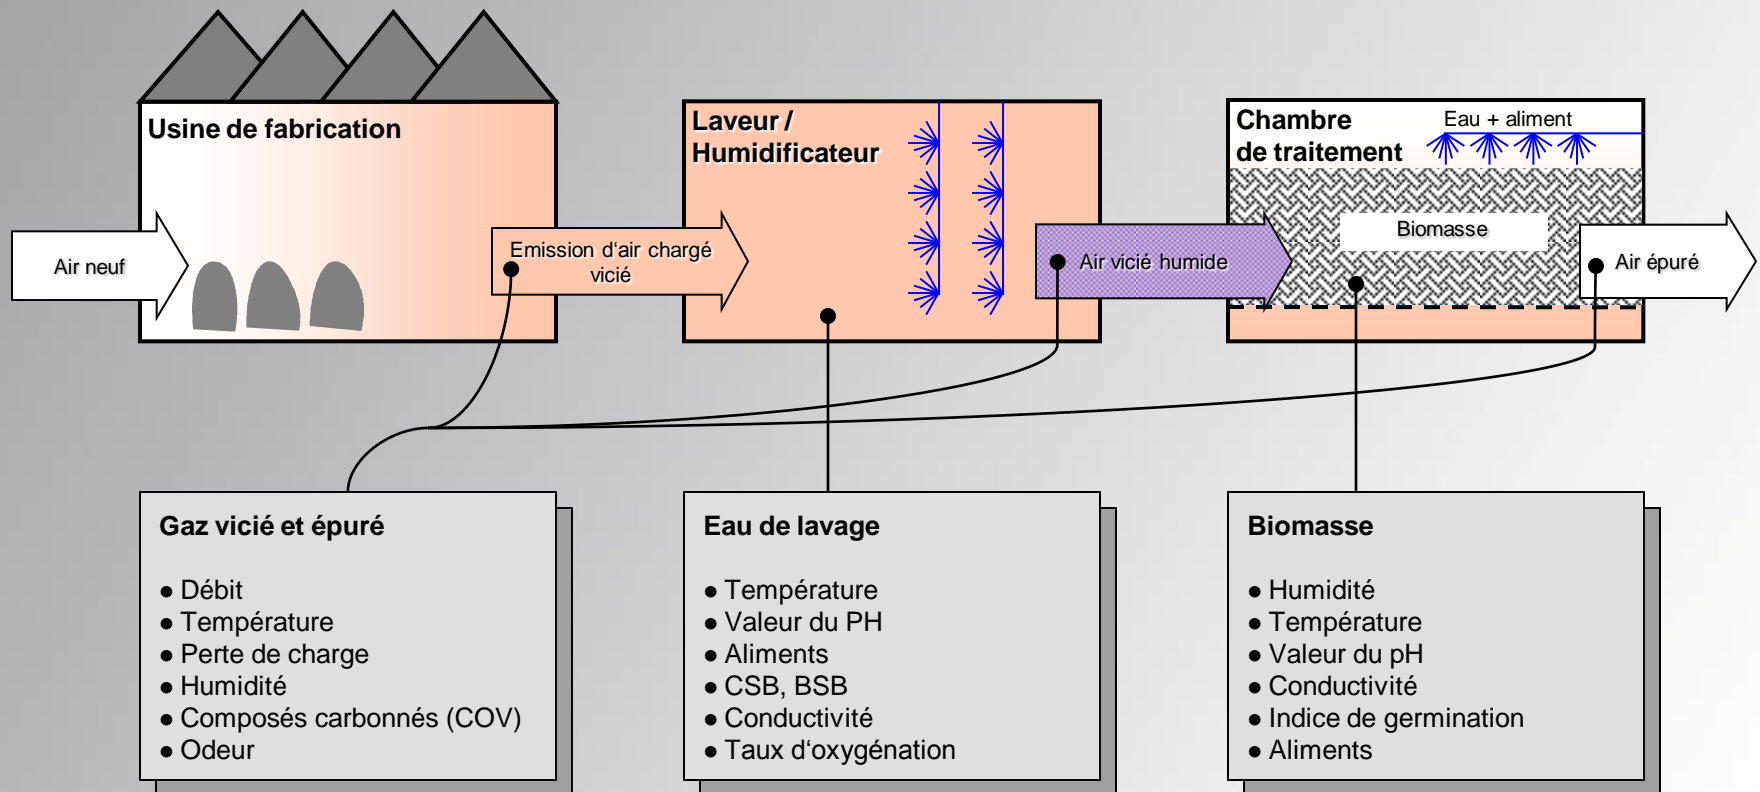 Usine de fabrication
Air neuf
Emission d‘air chargé
vicié
Laveur /
Humidificateur
Air vicié humide
Chambre
de traitement
Eau + aliment
Biomasse
Air épuré
Gaz vicié et épuré
● Débit
● Température
● Perte de charge
● Humidité
● Composés carbonnés (COV)
● Odeur
Eau de lavage
● Température
● Valeur du PH
● Aliments
● CSB, BSB
● Conductivité
● Taux d‘oxygénation
Biomasse
● Humidité
● Température
● Valeur du pH
● Conductivité
● Indice de germination
● Aliments